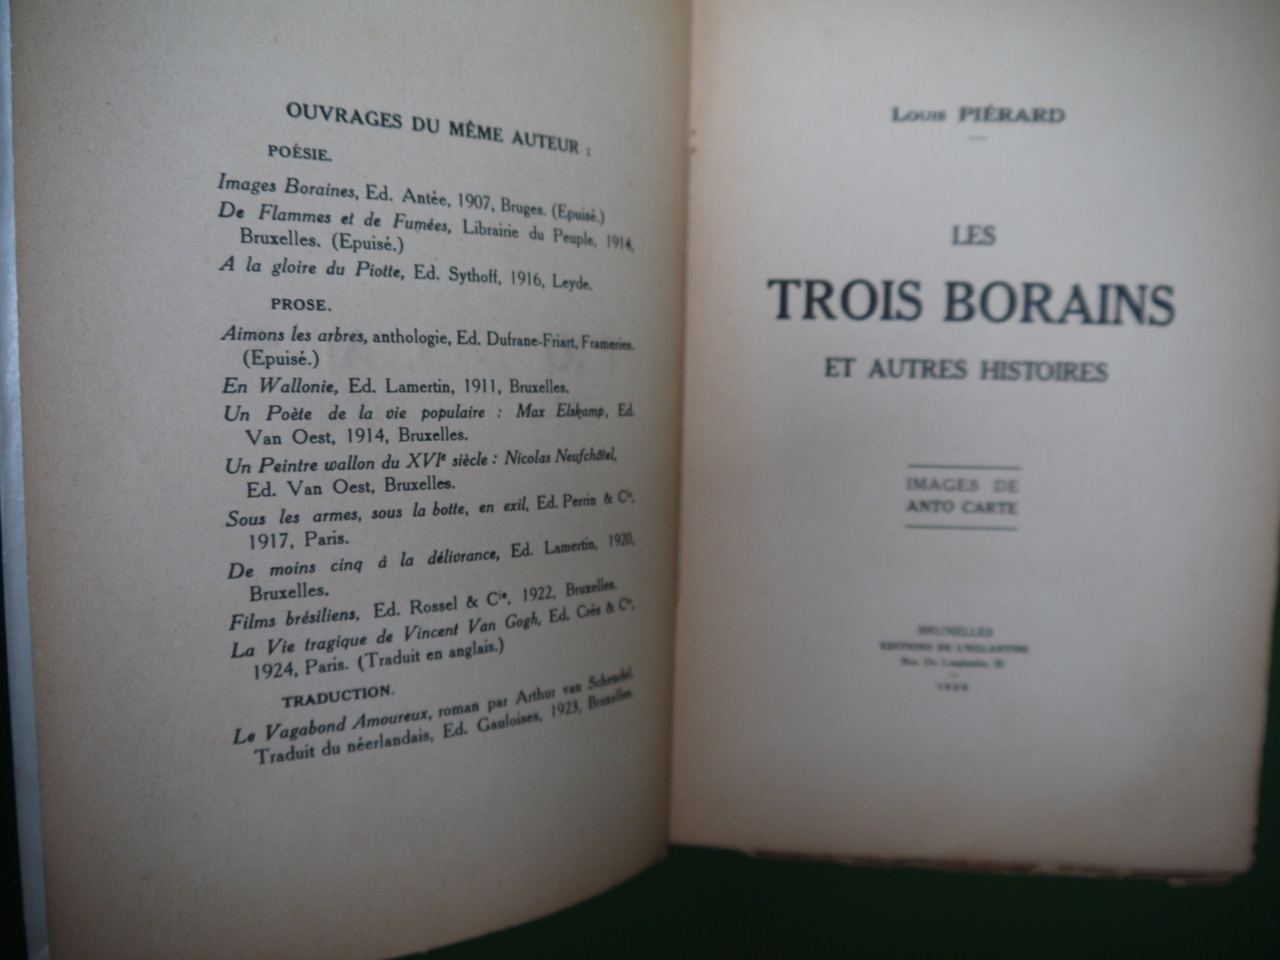 OUVRAGES DU MÊME AUTEUR :
POÉSIE.
Images Boraines, Ed. Antée, 1907, Bruges. (Epuisé.)
De Flammes et de Fumées, Librairie du Peuple, 1914,
Bruxelles. (Epuisé.)
A la gloire du Piotte, Ed. Sythoff, 1916, Leyde.
PROSE.
Aimons les arbres, anthologie, Ed. Dufrane-Friart, Frameries.
(Epuisé.)
En Wallonie, Ed. Lamertin, 1911, Bruxelles.
Un Poète de la vie populaire : Max Elskamp, Ed.
Van Oest, 1914, Bruxelles.
Un Peintre wallon du XVIe siècle : Nicolas Neufchâtel,
Ed. Van Oest, Bruxelles.
Sous les armes, sous la botte, en exil, Ed. Perrin & Cie,
1917, Paris.
De moins cinq à la délivrance, Ed. Lamertin, 1920,
Bruxelles.
Films brésiliens, Ed. Rossel & Cie, 1922, Bruxelles.
La Vie tragique de Vincent Van Gogh, Ed. Crès & Cie,
1924, Paris. (Traduit en anglais.)
TRADUCTION.
Le Vagabond Amoureux, roman par Arthur van Schendel.
Traduit du néerlandais, Ed. Gauloises, 1923, Bruxelles.
LOUIS PIÉRARD
LES
TROIS BORAINS
ET AUTRES HISTOIRES
IMAGES DE
ANTO CARTE
BRUXELLES
EDITIONS DE L'EGLANTINE